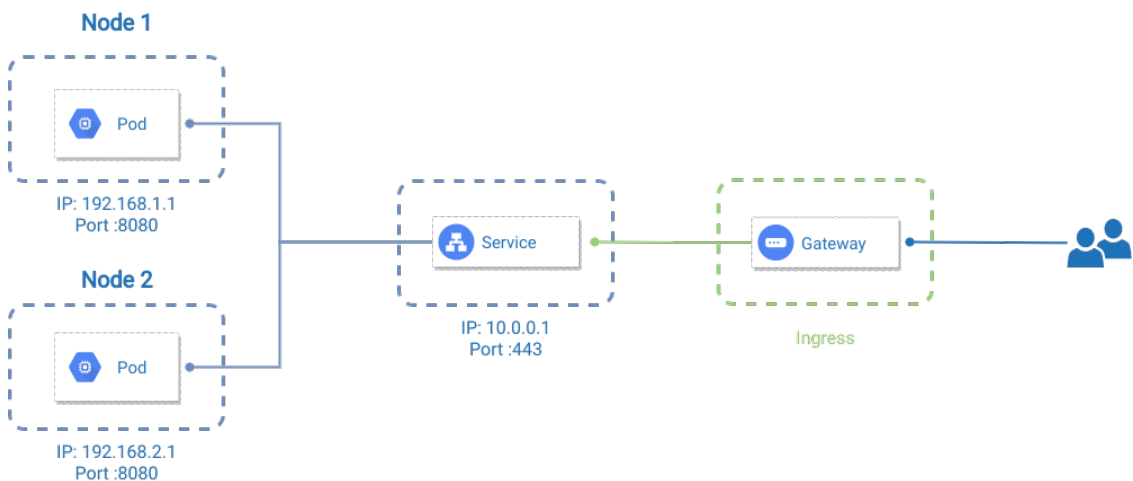 Node 1
Pod
IP: 192.168.1.1
Port :8080
Node 2
Pod
IP: 192.168.2.1
Port :8080
Service
IP: 10.0.0.1
Port :443
Gateway
Ingress